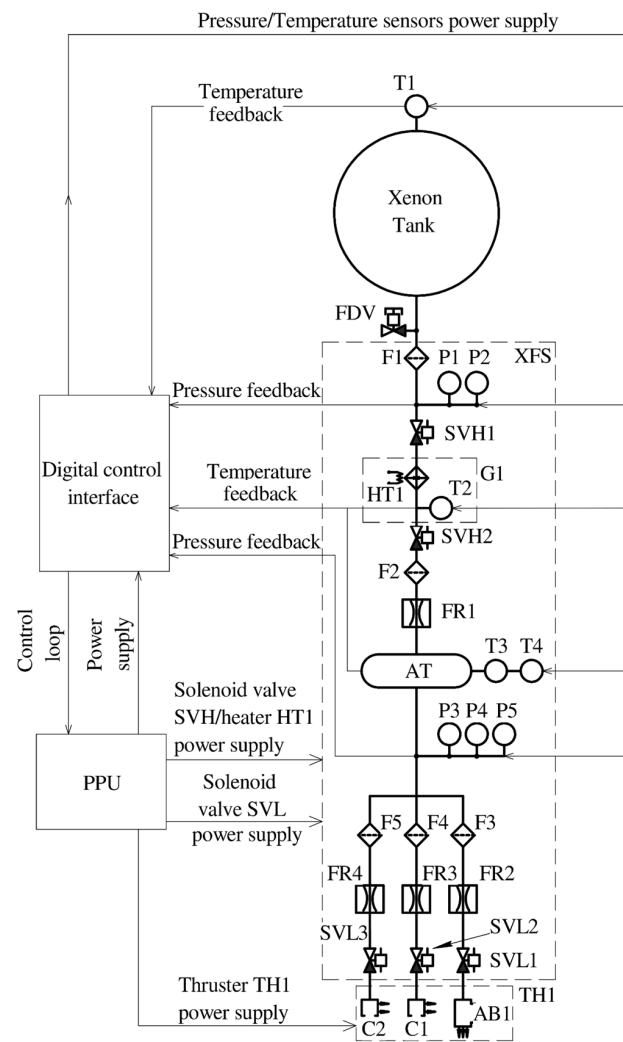 Pressure/Temperature sensors power supply
T1
Temperature
feedback
Xenon
Tank
FDV
F1
P1
P2
XFS
Pressure feedback
SVH1
Digital control
interface
Temperature
feedback
HT1
T2
G1
Pressure feedback
SVH2
F2
FR1
Control
loop
Power
supply
AT
T3
T4
Solenoid valve
SVH/heater HT1
power supply
P3
P4
P5
PPU
Solenoid
valve SVL
power supply
F5
F4
F3
FR4
FR3
FR2
SVL3
SVL2
SVL1
Thruster TH1
power supply
TH1
C2
C1
AB1